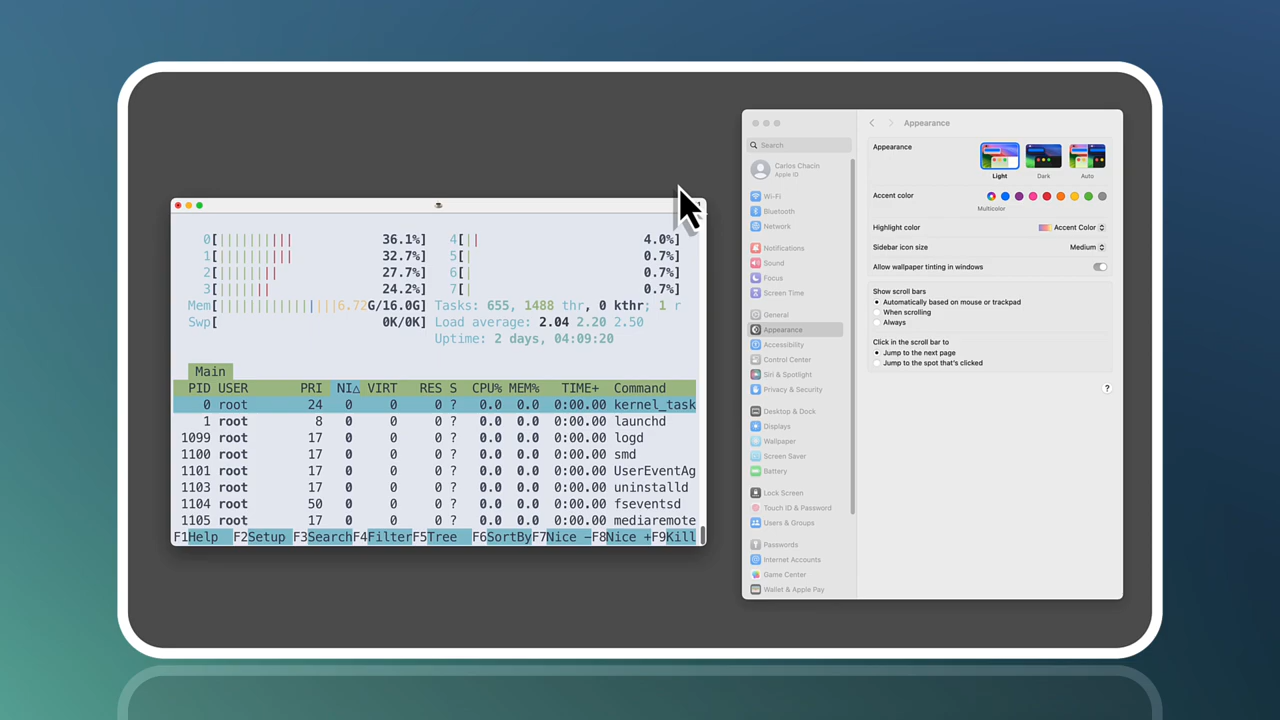 0[||||||||||| 36.1%] 4[|| 4.0%]
1[||||||||||| 32.7%] 5[| 0.7%]
2[||||||||| 27.7%] 6[| 0.7%]
3[|||||||| 24.2%] 7[| 0.7%]
Mem[||||||||||||||||6.72G/16.0G] Tasks: 655, 1488 thr, 0 kthr; 1 r
Swp[ 0K/0K] Load average: 2.04 2.20 2.50
Uptime: 2 days, 04:09:20
Main
PID USER PRI NI△ VIRT RES S CPU% MEM% TIME+ Command
0 root 24 0 0 0 ? 0.0 0.0 0:00.00 kernel_task
1 root 8 0 0 0 ? 0.0 0.0 0:00.00 launchd
1099 root 17 0 0 0 ? 0.0 0.0 0:00.00 logd
1100 root 17 0 0 0 ? 0.0 0.0 0:00.00 smd
1101 root 17 0 0 0 ? 0.0 0.0 0:00.00 UserEventAg
1103 root 17 0 0 0 ? 0.0 0.0 0:00.00 uninstalld
1104 root 50 0 0 0 ? 0.0 0.0 0:00.00 fseventsd
1105 root 17 0 0 0 ? 0.0 0.0 0:00.00 mediaremote
F1Help F2Setup F3SearchF4FilterF5Tree F6SortByF7Nice -F8Nice +F9Kill
Search
Carlos Chacin
Apple ID
Wi-Fi
Bluetooth
Network
Notifications
Sound
Focus
Screen Time
General
Appearance
Accessibility
Control Center
Siri & Spotlight
Privacy & Security
Desktop & Dock
Displays
Wallpaper
Screen Saver
Battery
Lock Screen
Touch ID & Password
Users & Groups
Passwords
Internet Accounts
Game Center
Wallet & Apple Pay
Appearance
Appearance
Light Dark Auto
Accent color
Multicolor
Highlight color Accent Color
Sidebar icon size Medium
Allow wallpaper tinting in windows
Show scroll bars
Automatically based on mouse or trackpad
When scrolling
Always
Click in the scroll bar to
Jump to the next page
Jump to the spot that's clicked
?